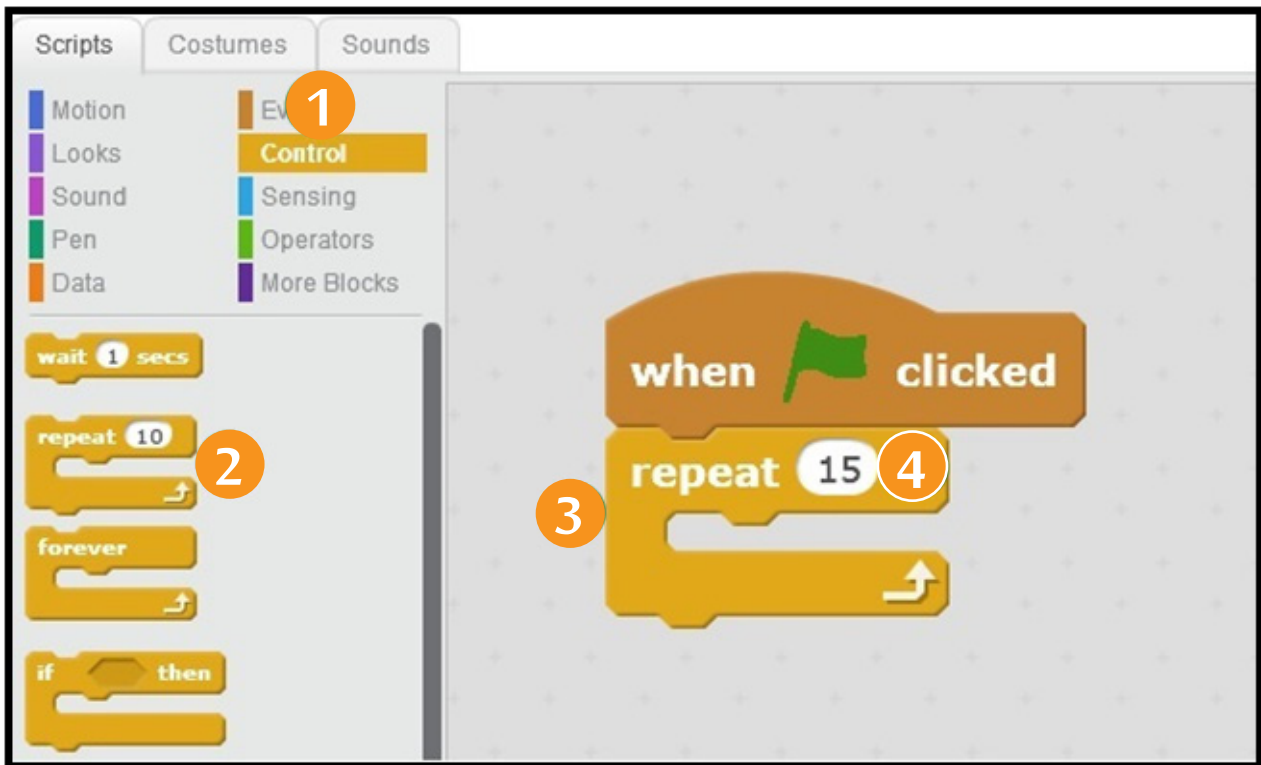 Scripts Costumes Sounds
1
Motion Ev
Looks Control
Sound Sensing
Pen Operators
Data More Blocks
wait 1 secs
repeat 10
2
forever
if then
when clicked
repeat 15 4
3